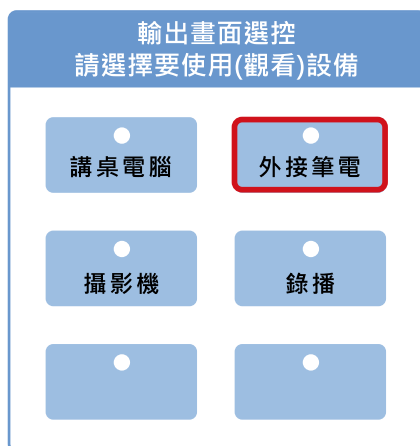 輸出畫面選控
請選擇要使用(觀看)設備
講桌電腦
外接筆電
攝影機
錄播